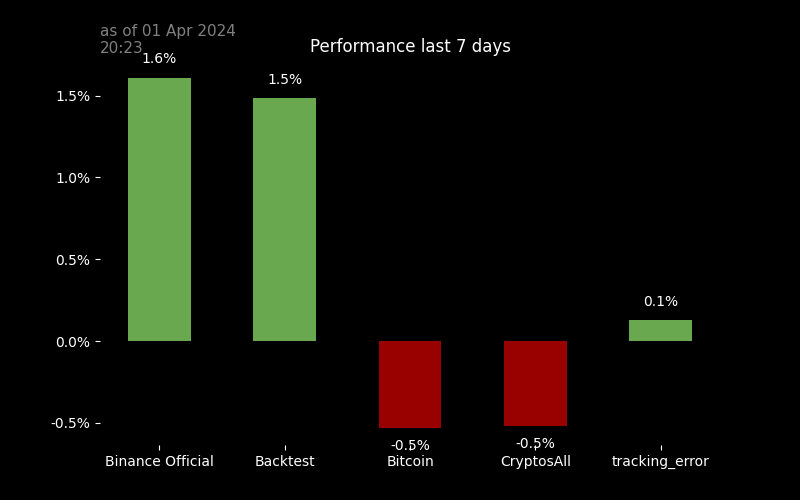 as of 01 Apr 2024
20:23
Performance last 7 days
1.6%
1.5%
1.5%
1.0%
0.5%
0.1%
0.0%
-0.5%
-0.5%
-0.5%
Binance Official
Backtest
Bitcoin
CryptosAll
tracking_error